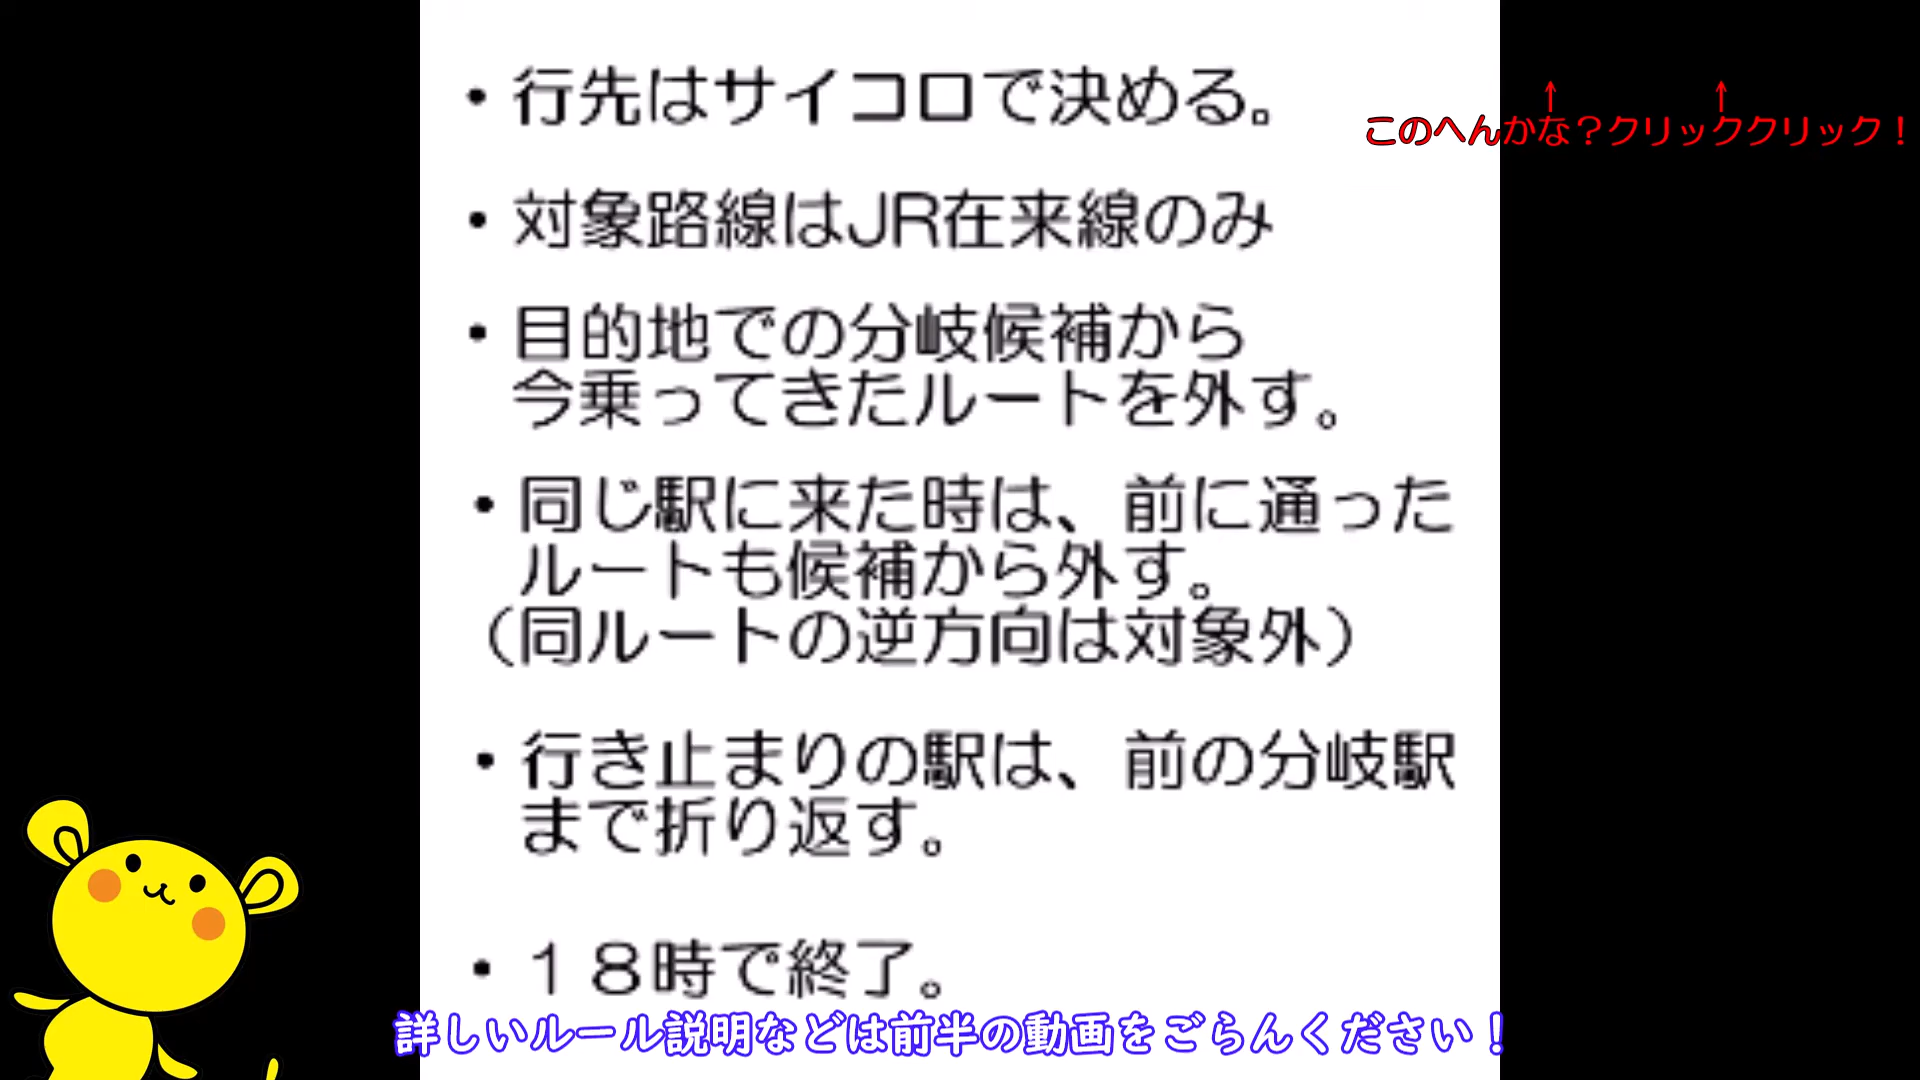 ・行先はサイコロで決める。
↑ ↑
このへんかな？クリッククリック！
・対象路線はJR在来線のみ
・目的地での分岐候補から
今乗ってきたルートを外す。
・同じ駅に来た時は、前に通った
ルートも候補から外す。
（同ルートの逆方向は対象外）
・行き止まりの駅は、前の分岐駅
まで折り返す。
・１８時で終了。
詳しいルール説明などは前半の動画をごらんください！